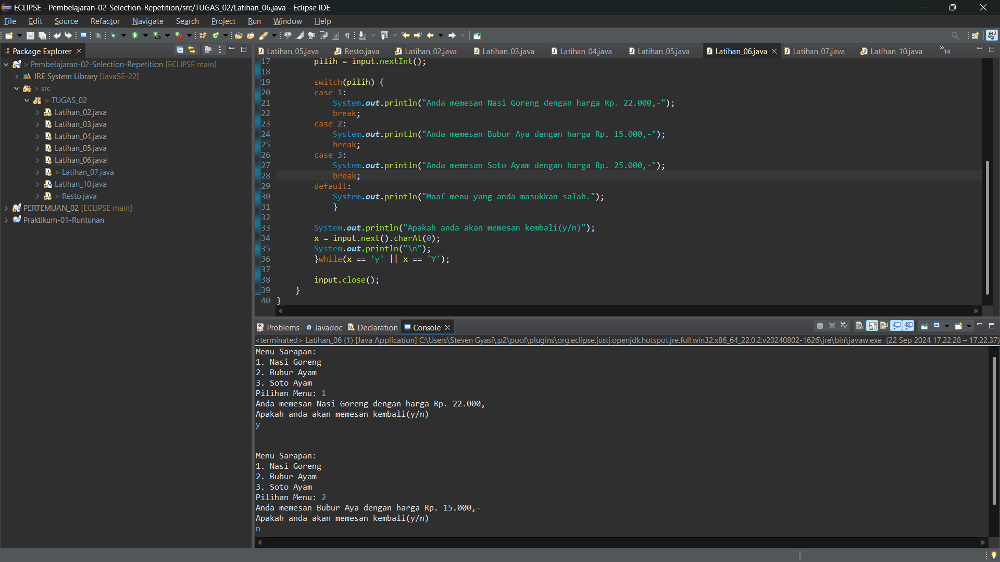 ECLIPSE - Pembelajaran-02-Selection-Repetition/src/TUGAS_02/Latihan_06.java - Eclipse IDE
File Edit Source Refactor Navigate Search Project Run Window Help
Package Explorer
> Pembelajaran-02-Selection-Repetition [ECLIPSE main]
JRE System Library [JavaSE-22]
> src
> TUGAS_02
Latihan_02.java
Latihan_03.java
Latihan_04.java
Latihan_05.java
Latihan_06.java
> Latihan_07.java
Latihan_10.java
> Resto.java
PERTEMUAN_02 [ECLIPSE main]
Praktikum-01-Runtunan
Latihan_05.java Resto.java Latihan_02.java Latihan_03.java Latihan_04.java Latihan_05.java Latihan_06.java Latihan_07.java Latihan_10.java »14
17 pilih = input.nextInt();
18
19 switch(pilih) {
20 case 1:
21 System.out.println("Anda memesan Nasi Goreng dengan harga Rp. 22.000,-");
22 break;
23 case 2:
24 System.out.println("Anda memesan Bubur Aya dengan harga Rp. 15.000,-");
25 break;
26 case 3:
27 System.out.println("Anda memesan Soto Ayam dengan harga Rp. 25.000,-");
28 break;
29 default:
30 System.out.println("Maaf menu yang anda masukkan salah.");
31 }
32
33 System.out.println("Apakah anda akan memesan kembali(y/n)");
34 x = input.next().charAt(0);
35 System.out.println("\n");
36 }while(x == 'y' || x == 'Y');
37
38 input.close();
39 }
40 }
Problems Javadoc Declaration Console
<terminated> Latihan_06 (1) [Java Application] C:\Users\Steven Gyasi\.p2\pool\plugins\org.eclipse.justj.openjdk.hotspot.jre.full.win32.x86_64_22.0.2.v20240802-1626\jre\bin\javaw.exe (22 Sep 2024 17.22.28 – 17.22.37)
Menu Sarapan:
1. Nasi Goreng
2. Bubur Ayam
3. Soto Ayam
Pilihan Menu: 1
Anda memesan Nasi Goreng dengan harga Rp. 22.000,-
Apakah anda akan memesan kembali(y/n)
y
Menu Sarapan:
1. Nasi Goreng
2. Bubur Ayam
3. Soto Ayam
Pilihan Menu: 2
Anda memesan Bubur Aya dengan harga Rp. 15.000,-
Apakah anda akan memesan kembali(y/n)
n